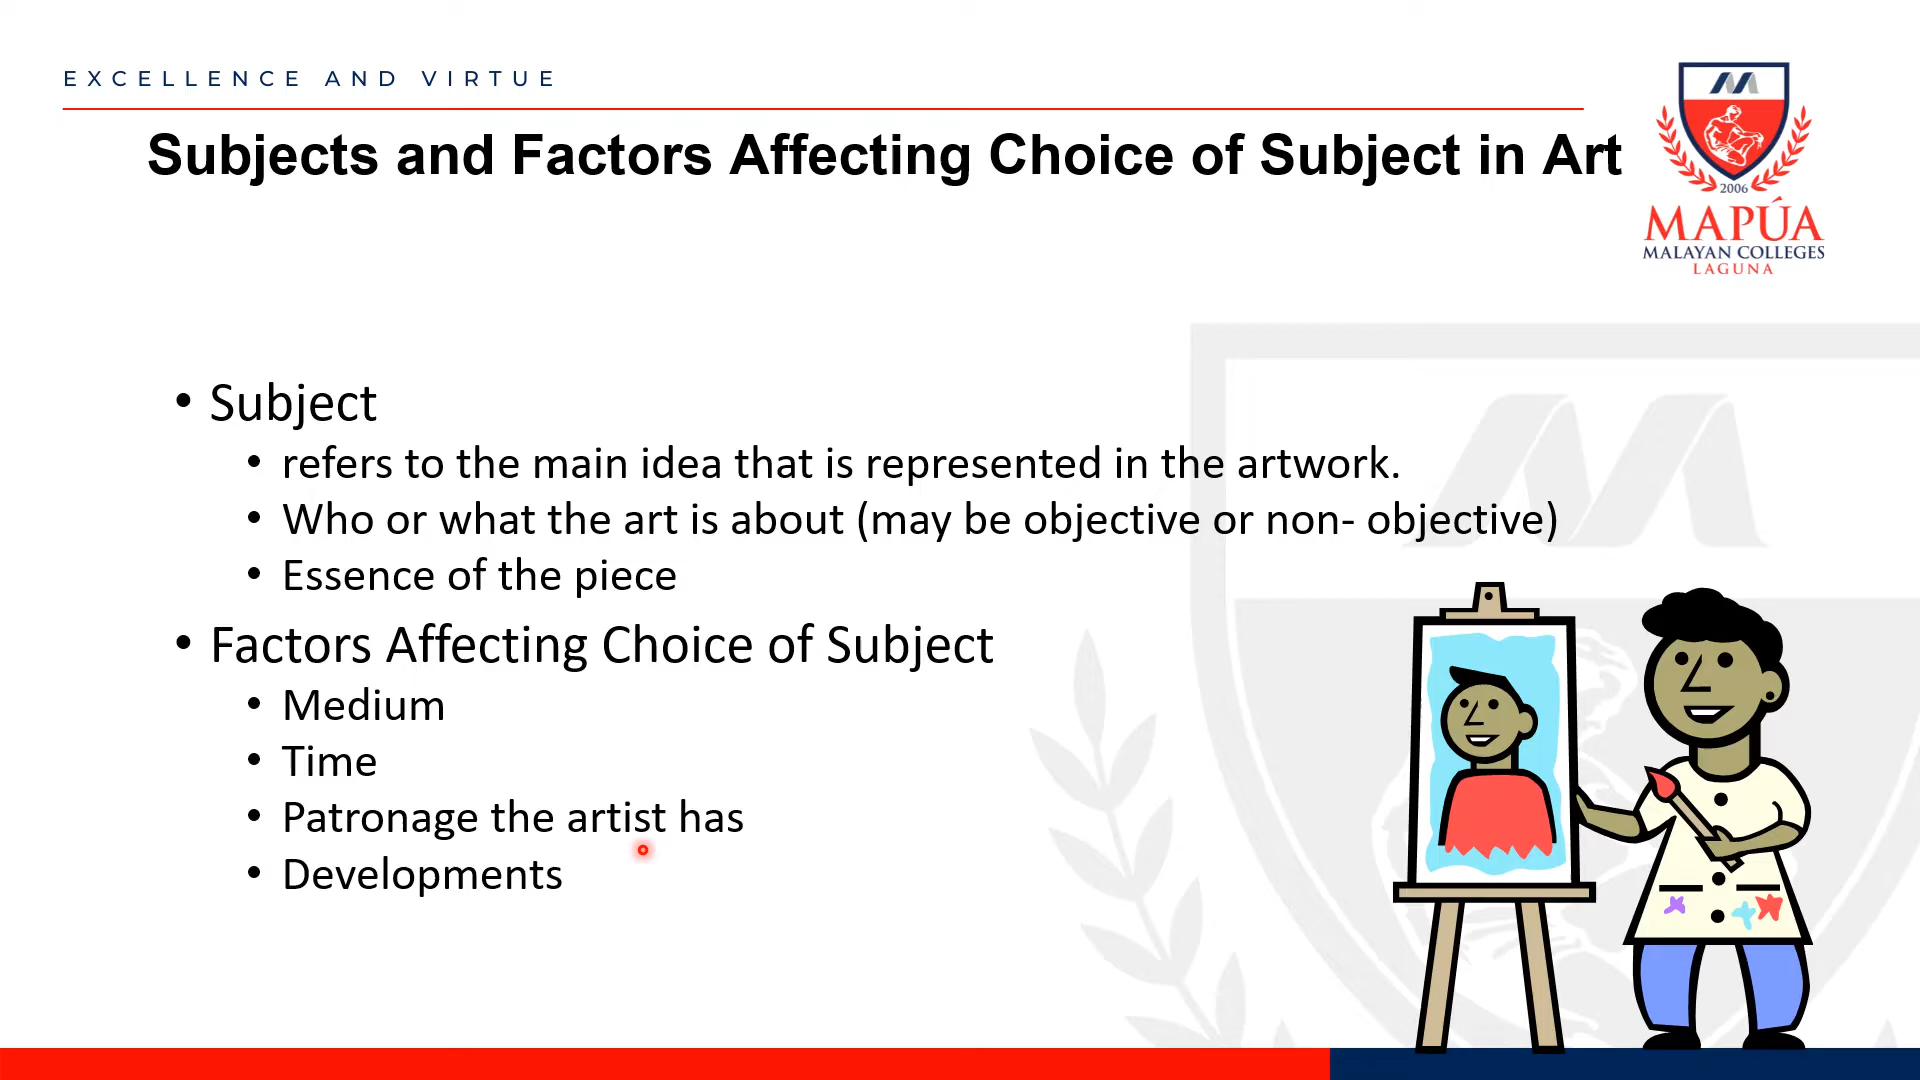 EXCELLENCE AND VIRTUE
Subjects and Factors Affecting Choice of Subject in Art
2006
MAPÚA
MALAYAN COLLEGES
LAGUNA
• Subject
• refers to the main idea that is represented in the artwork.
• Who or what the art is about (may be objective or non- objective)
• Essence of the piece
• Factors Affecting Choice of Subject
• Medium
• Time
• Patronage the artist has
• Developments